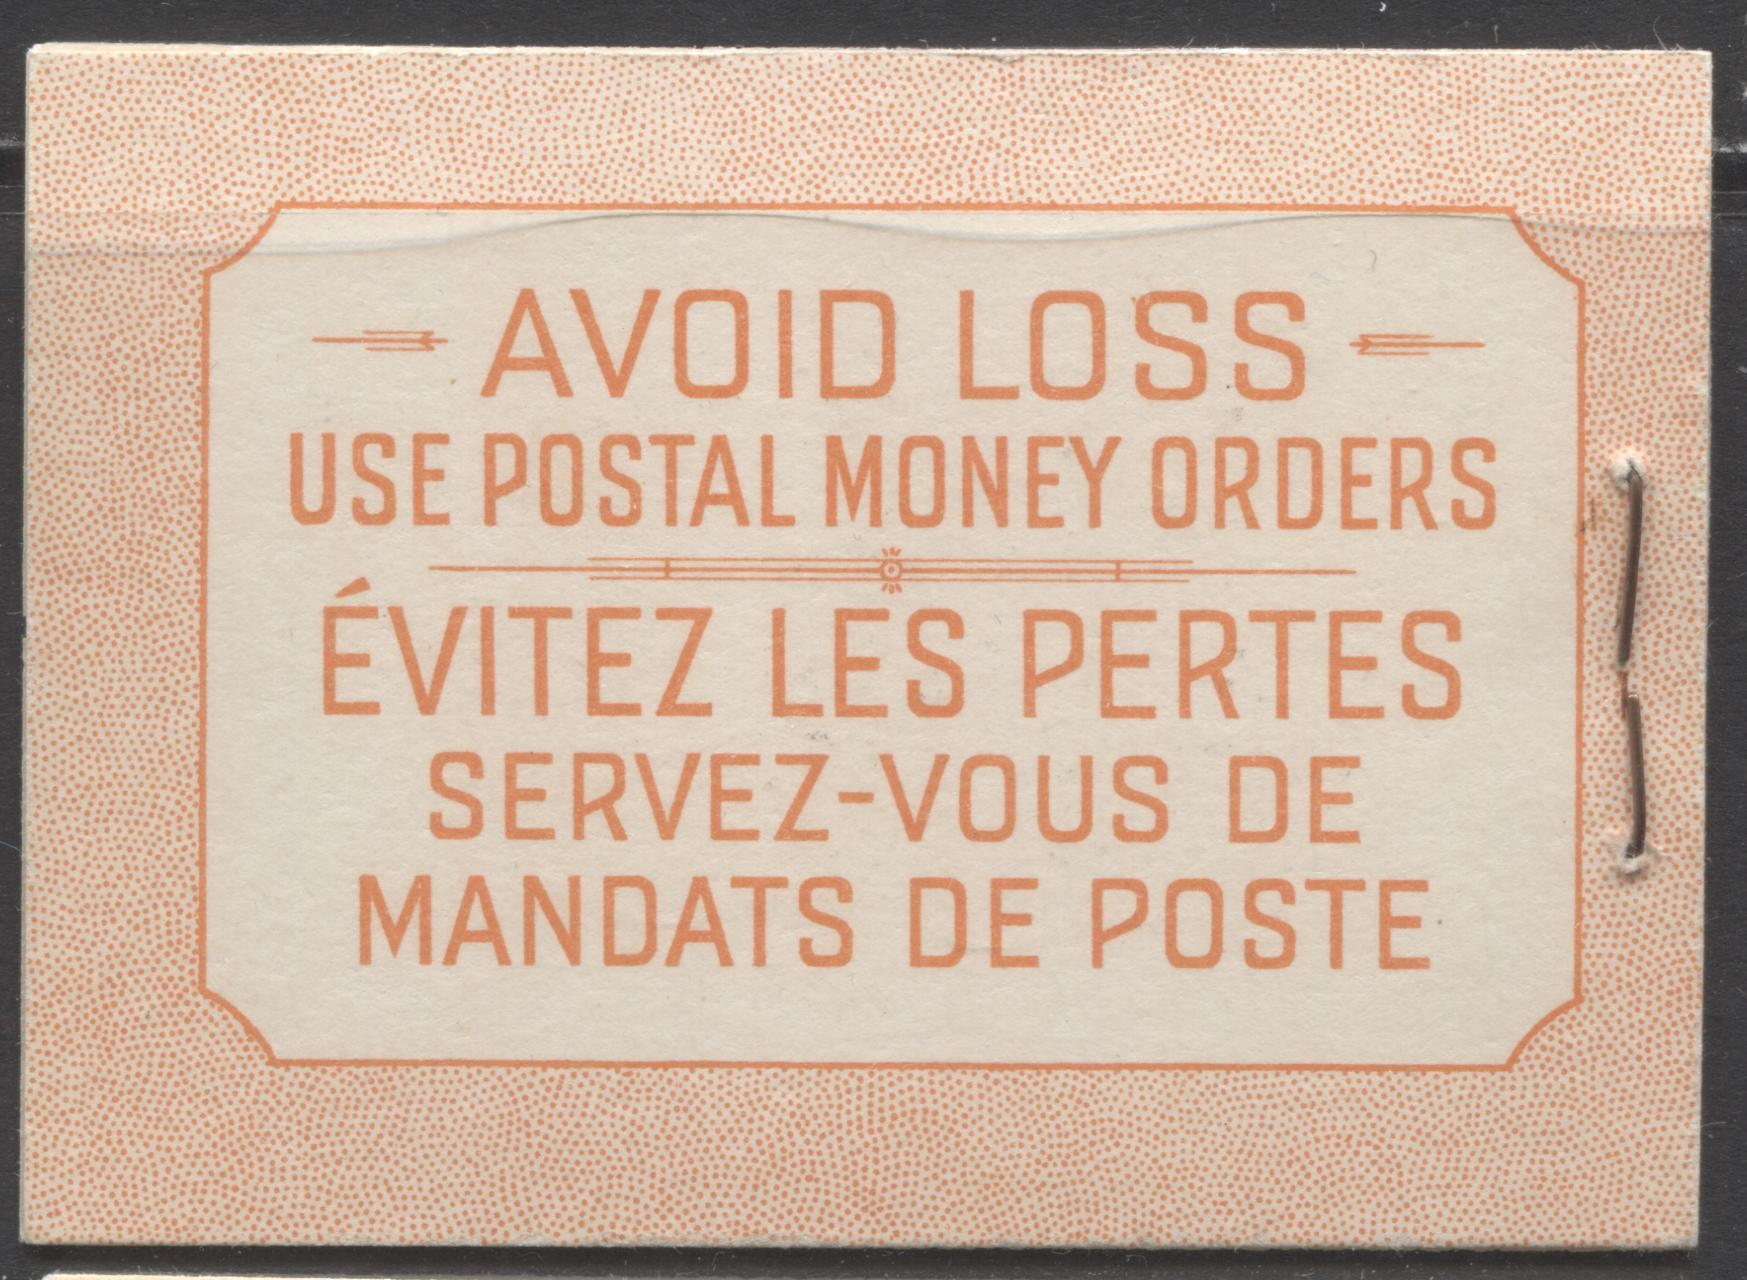 AVOID LOSS
USE POSTAL MONEY ORDERS
ÉVITEZ LES PERTES
SERVEZ-VOUS DE
MANDATS DE POSTE